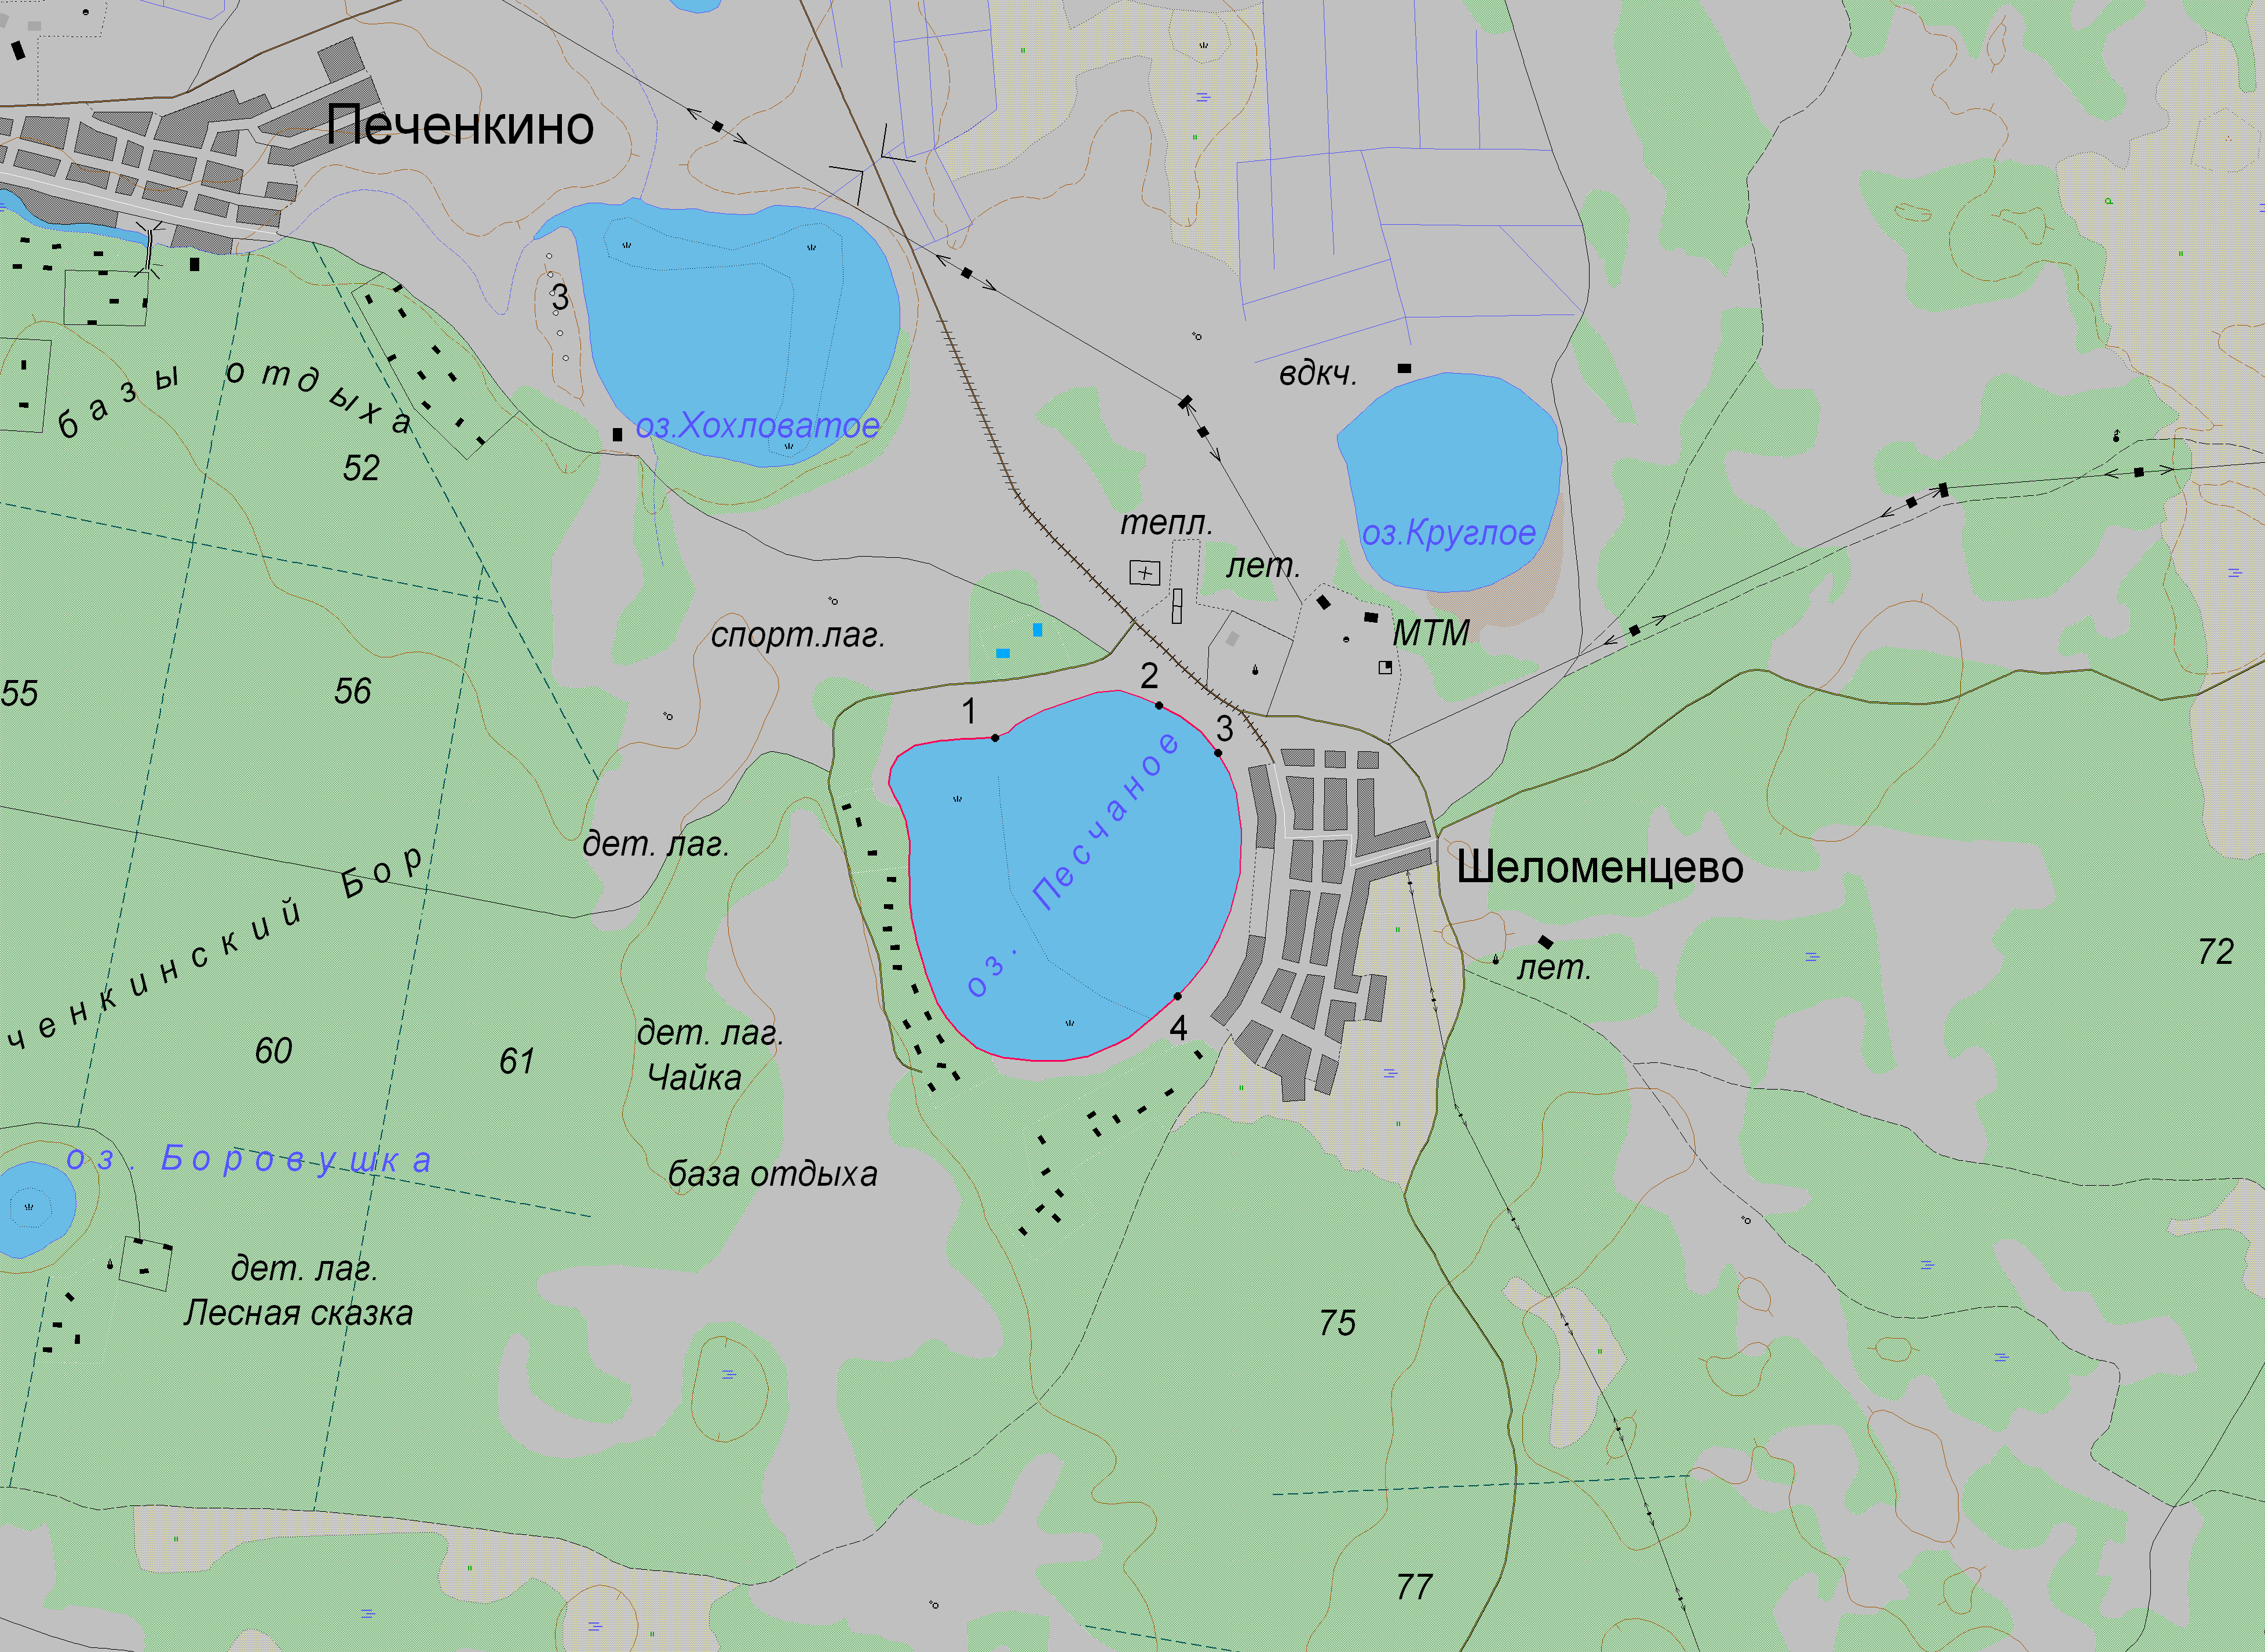 Печенкино
3
базы отдыха
вдкч.
оз.Хохловатое
52
тепл.
оз.Круглое
лет.
спорт.лаг.
МТМ
55
56
1
2
3
оз. Песчаное
дет. лаг.
Шеломенцево
ченкинский Бор
72
лет.
60
61
дет. лаг.
Чайка
4
оз. Боровушка
база отдыха
дет. лаг.
Лесная сказка
75
77